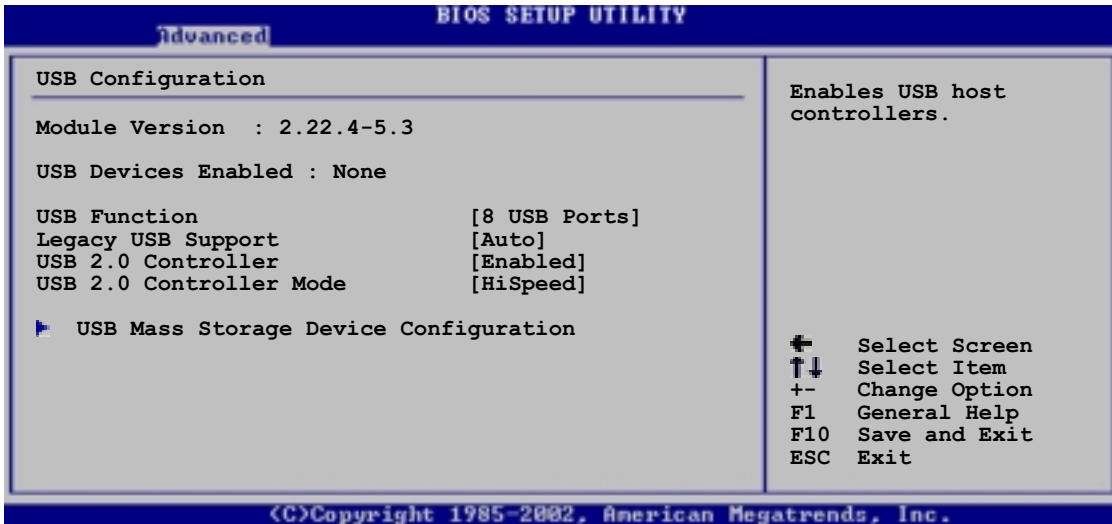 BIOS SETUP UTILITY
Advanced
USB Configuration
Module Version : 2.22.4-5.3
USB Devices Enabled : None
USB Function [8 USB Ports]
Legacy USB Support [Auto]
USB 2.0 Controller [Enabled]
USB 2.0 Controller Mode [HiSpeed]
USB Mass Storage Device Configuration
Enables USB host
controllers.
← Select Screen
↑↓ Select Item
+- Change Option
F1 General Help
F10 Save and Exit
ESC Exit
(C)Copyright 1985-2002, American Megatrends, Inc.